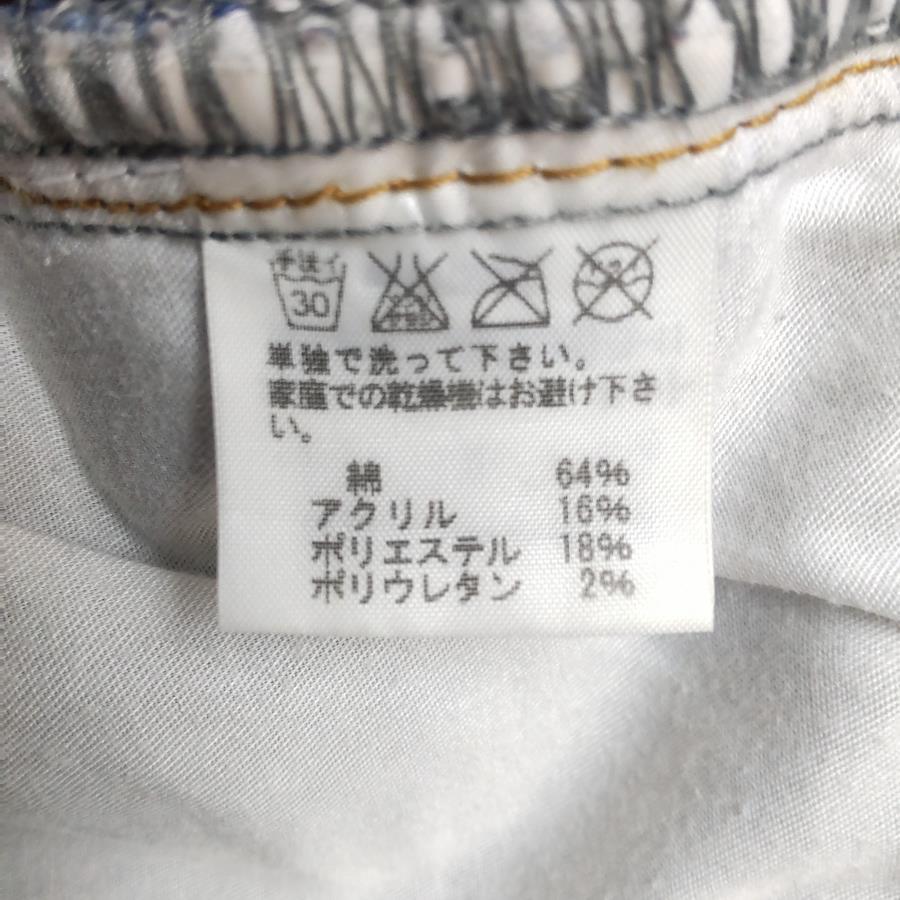 手洗イ
30
単独で洗って下さい。
家庭での乾燥機はお避け下さ
い。
綿 64%
アクリル 16%
ポリエステル 18%
ポリウレタン 2%